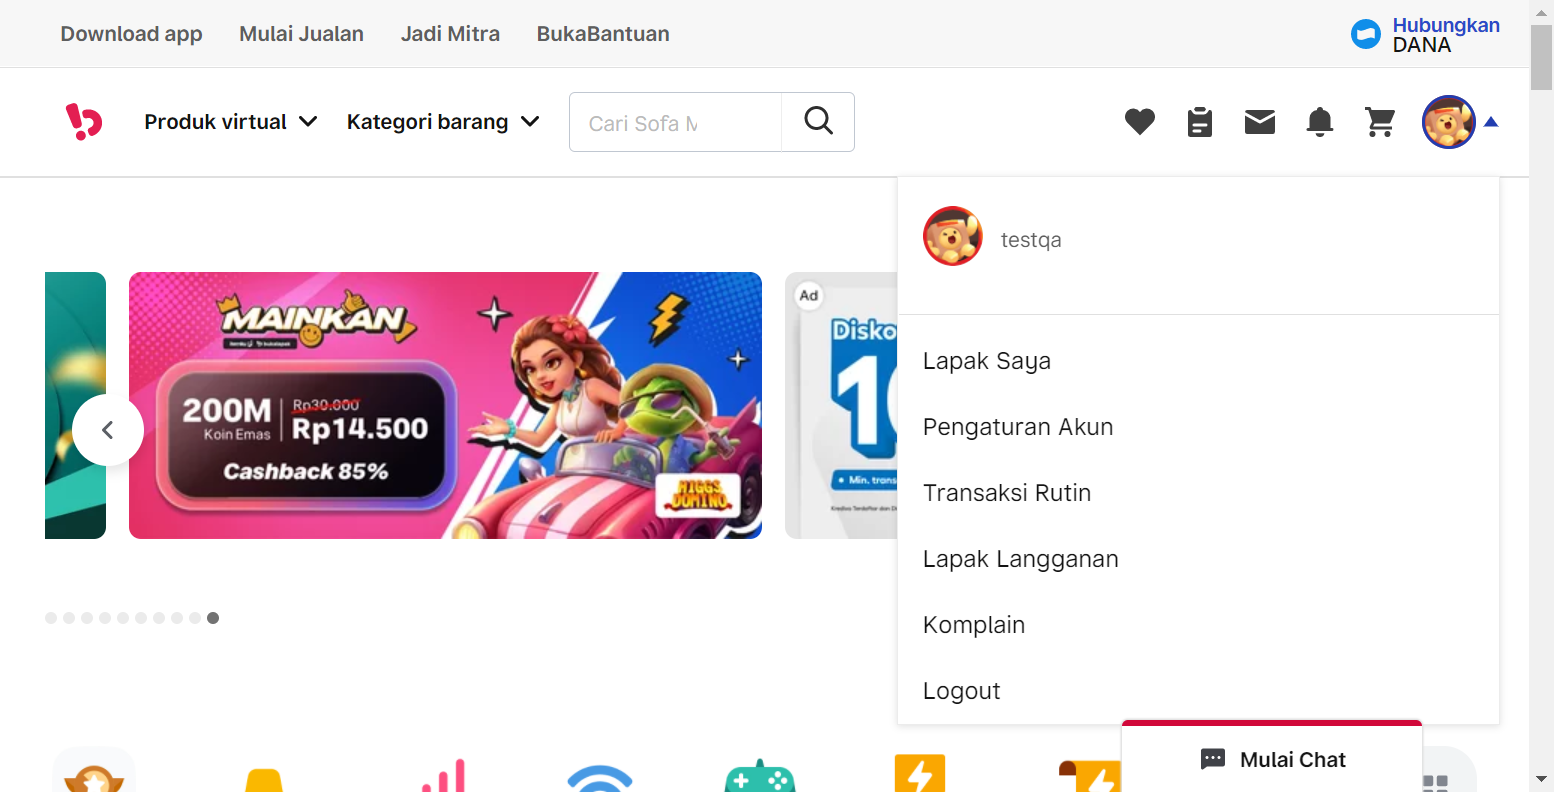 Download app
Mulai Jualan
Jadi Mitra
BukaBantuan
Hubungkan
DANA
Produk virtual
Kategori barang
Cari Sofa M
testqa
MAINKAN
200M
Koin Emas
Rp30.000
Rp14.500
Cashback 85%
HIGGS
DOMINO
Ad
Disko
10
• Min. trans
Lapak Saya
Pengaturan Akun
Transaksi Rutin
Lapak Langganan
Komplain
Logout
Mulai Chat